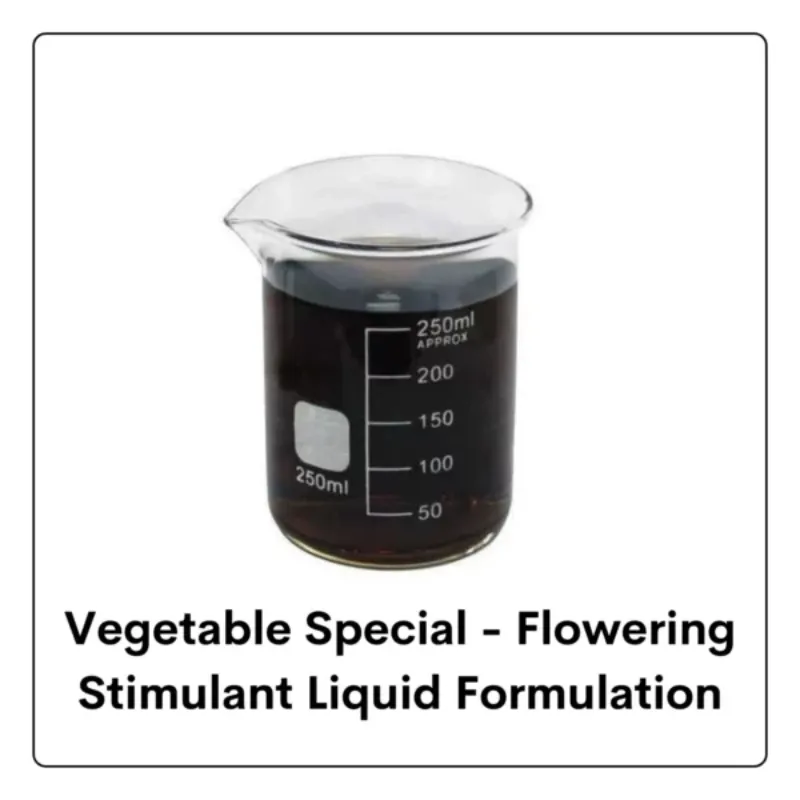 250ml
APPROX
200
150
100
50
250ml
Vegetable Special - Flowering
Stimulant Liquid Formulation